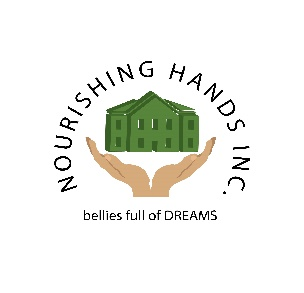 NOURISHING HANDS INC.
bellies full of DREAMS